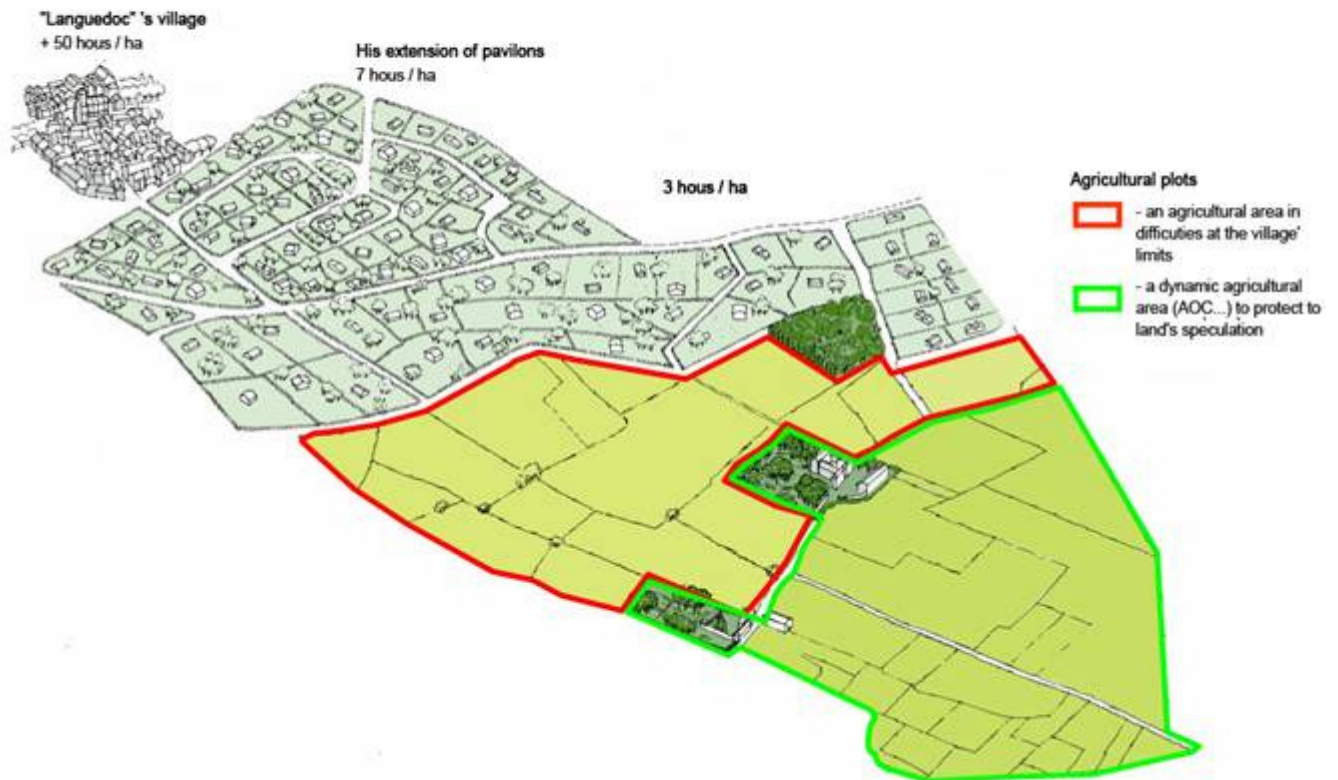 "Languedoc" 's village
+ 50 hous / ha
His extension of pavilons
7 hous / ha
3 hous / ha
Agricultural plots
- an agricultural area in
difficuties at the village'
limits
- a dynamic agricultural
area (AOC...) to protect to
land's speculation